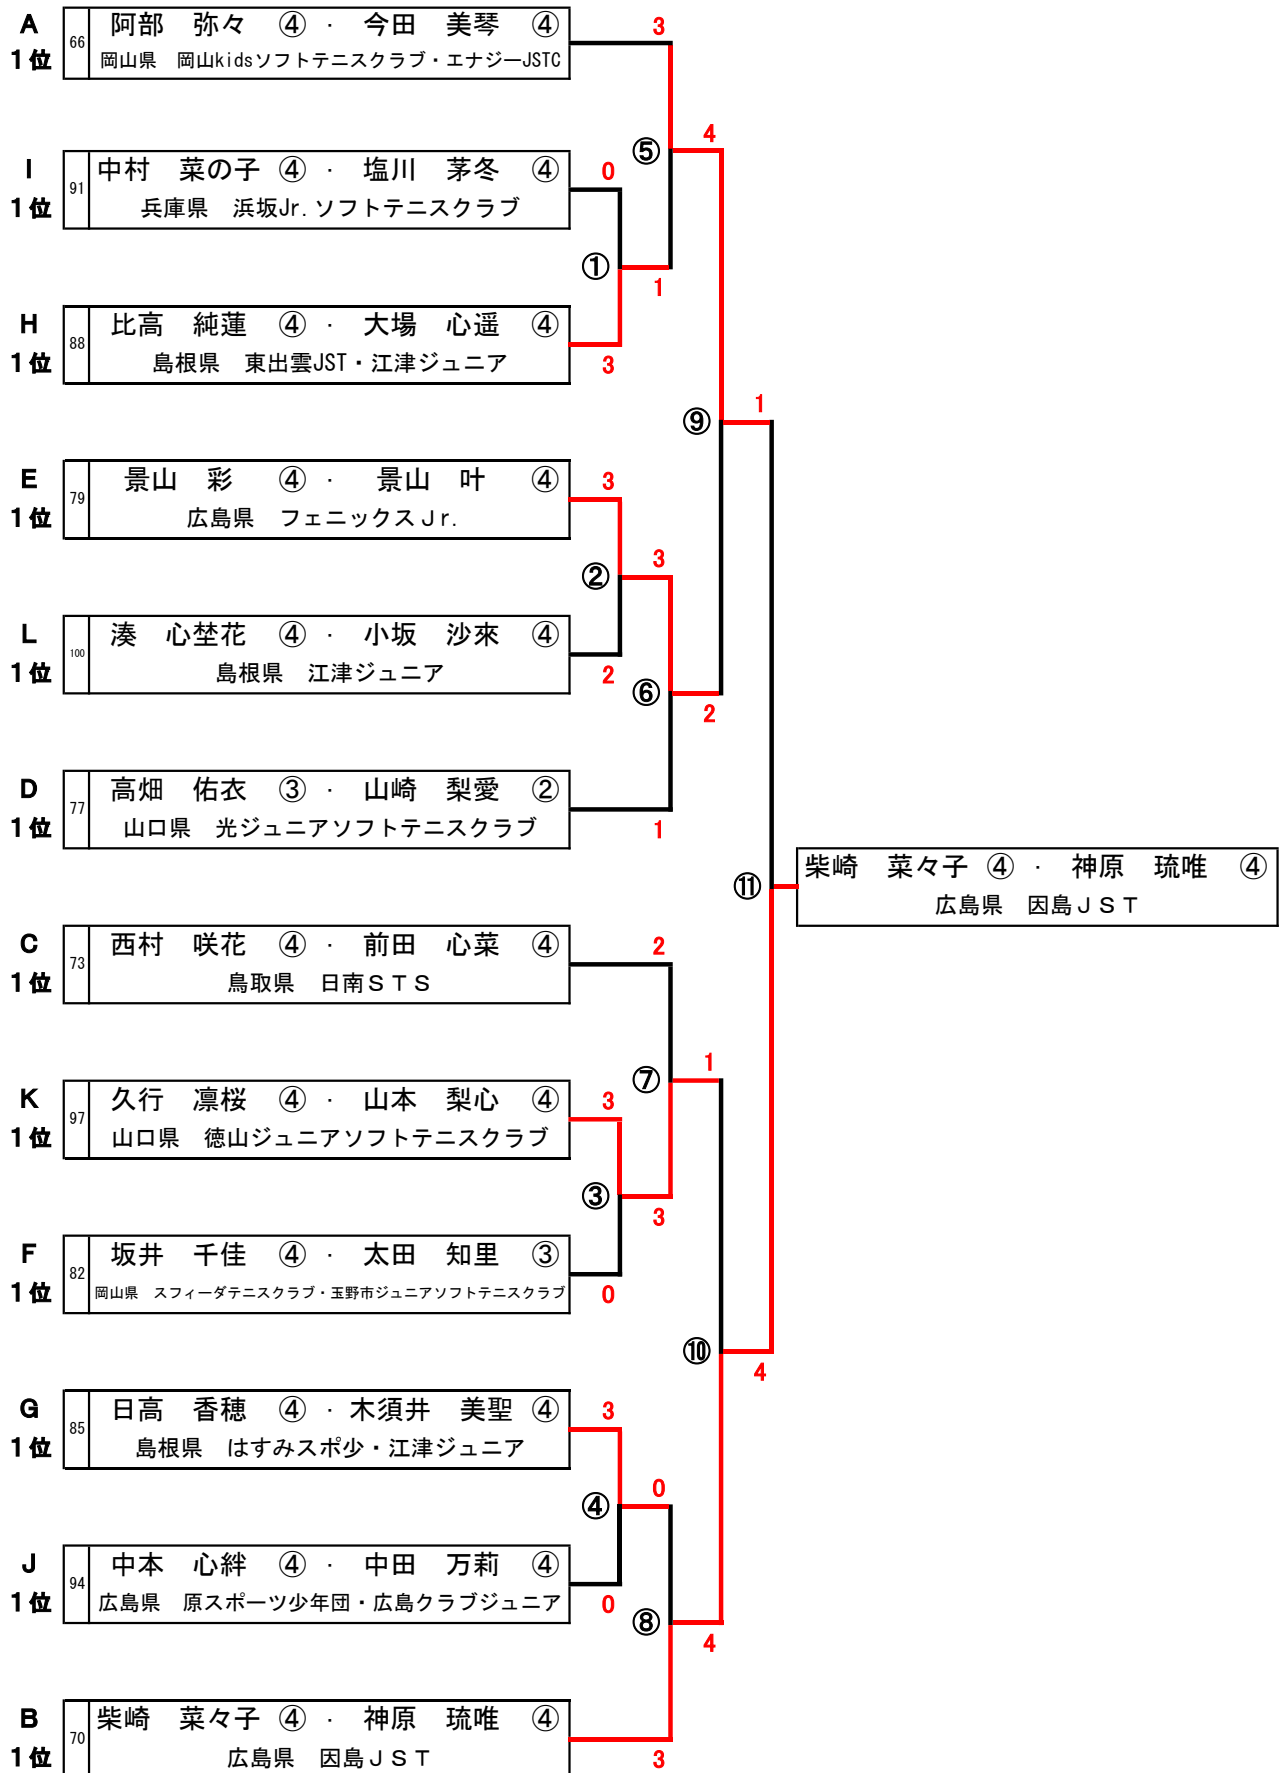 A
1位
66
阿部 弥々 ④ ・ 今田 美琴 ④
岡山県 岡山kidsソフトテニスクラブ・エナジーJSTC
3
⑤
4
I
1位
91
中村 菜の子 ④ ・ 塩川 茅冬 ④
兵庫県 浜坂Jr.ソフトテニスクラブ
0
①
1
H
1位
88
比高 純蓮 ④ ・ 大場 心遥 ④
島根県 東出雲JST・江津ジュニア
3
⑨
1
E
1位
79
景山 彩 ④ ・ 景山 叶 ④
広島県 フェニックスJr.
3
②
3
L
1位
100
湊 心埜花 ④ ・ 小坂 沙來 ④
島根県 江津ジュニア
2
⑥
2
D
1位
77
高畑 佑衣 ③ ・ 山崎 梨愛 ②
山口県 光ジュニアソフトテニスクラブ
1
⑪
柴崎 菜々子 ④ ・ 神原 琉唯 ④
広島県 因島JST
C
1位
73
西村 咲花 ④ ・ 前田 心菜 ④
鳥取県 日南STS
2
⑦
1
K
1位
97
久行 凛桜 ④ ・ 山本 梨心 ④
山口県 徳山ジュニアソフトテニスクラブ
3
③
3
F
1位
82
坂井 千佳 ④ ・ 太田 知里 ③
岡山県 スフィーダテニスクラブ・玉野市ジュニアソフトテニスクラブ
0
⑩
4
G
1位
85
日高 香穂 ④ ・ 木須井 美聖 ④
島根県 はすみスポ少・江津ジュニア
3
④
0
J
1位
94
中本 心絆 ④ ・ 中田 万莉 ④
広島県 原スポーツ少年団・広島クラブジュニア
0
⑧
4
B
1位
70
柴崎 菜々子 ④ ・ 神原 琉唯 ④
広島県 因島JST
3